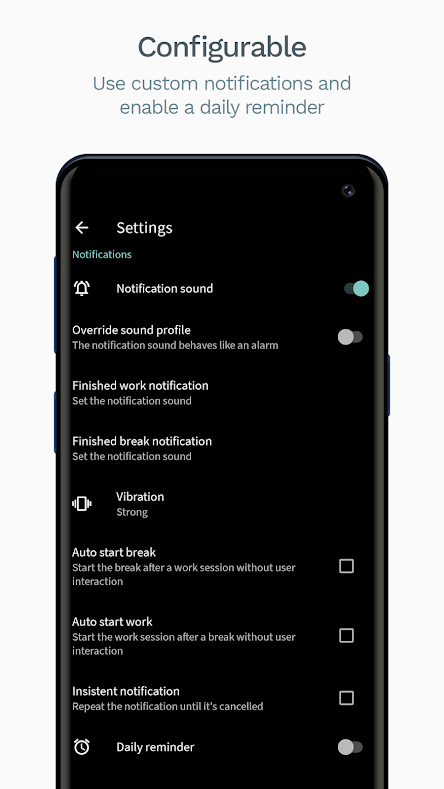 Configurable
Use custom notifications and
enable a daily reminder
Settings
Notifications
Notification sound
Override sound profile
The notification sound behaves like an alarm
Finished work notification
Set the notification sound
Finished break notification
Set the notification sound
Vibration
Strong
Auto start break
Start the break after a work session without user
interaction
Auto start work
Start the work session after a break without user
interaction
Insistent notification
Repeat the notification until it's cancelled
Daily reminder